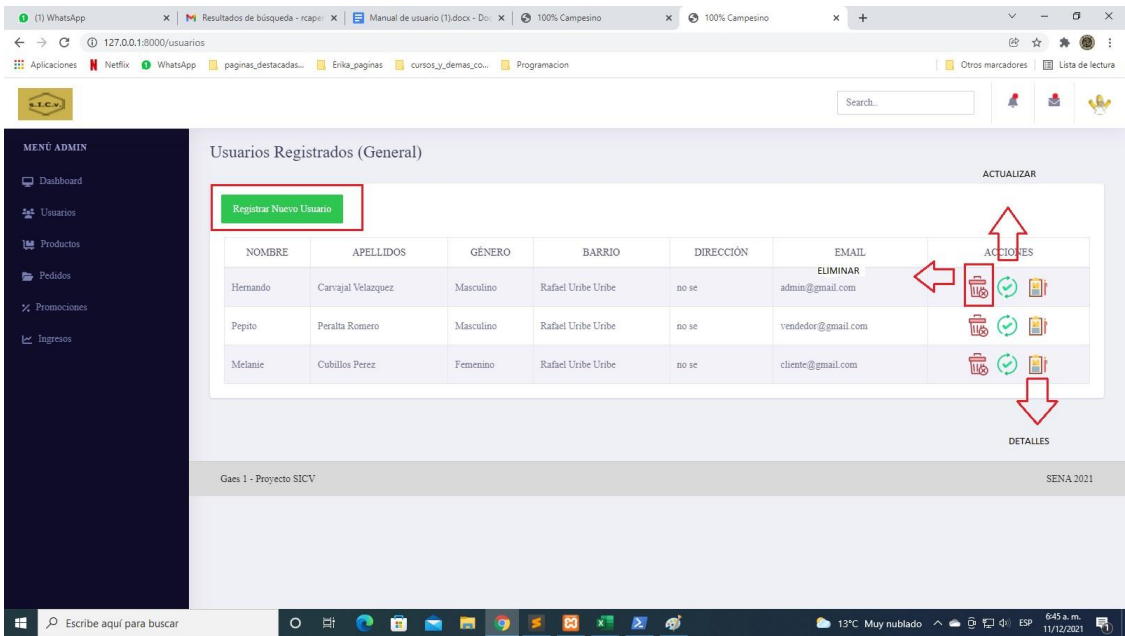 (1) WhatsApp
Resultados de búsqueda - rcaper
Manual de usuario (1).docx - Doc
100% Campesino
100% Campesino
127.0.0.1:8000/usuarios
Aplicaciones
Netflix
WhatsApp
paginas_destacadas...
Erika_paginas
cursos_y_demas_co...
Programacion
Otros marcadores
Lista de lectura
S.I.C.V.
Search..
MENÚ ADMIN
Dashboard
Usuarios
Productos
Pedidos
Promociones
Ingresos
Usuarios Registrados (General)
ACTUALIZAR
Registrar Nuevo Usuario
NOMBRE APELLIDOS GÉNERO BARRIO DIRECCIÓN EMAIL ACCIONES
ELIMINAR
Hernando Carvajal Velazquez Masculino Rafael Uribe Uribe no se admin@gmail.com
Pepito Peralta Romero Masculino Rafael Uribe Uribe no se vendedor@gmail.com
Melanie Cubillos Perez Femenino Rafael Uribe Uribe no se cliente@gmail.com
DETALLES
Gaes 1 - Proyecto SICV
SENA 2021
Escribe aquí para buscar
13°C Muy nublado
ESP
6:45 a. m.
11/12/2021